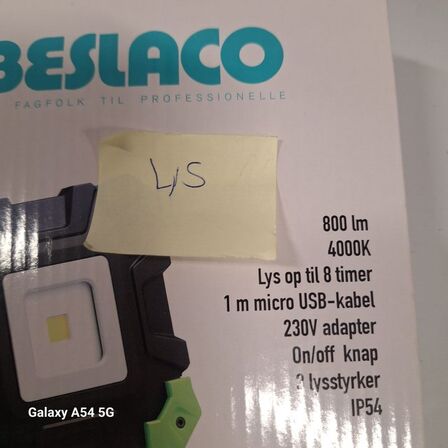 BESLACO
FAGFOLK TIL PROFESSIONELLE
LyS
800 lm
4000K
Lys op til 8 timer
1 m micro USB-kabel
230V adapter
On/off knap
3 lysstyrker
IP54
Galaxy A54 5G